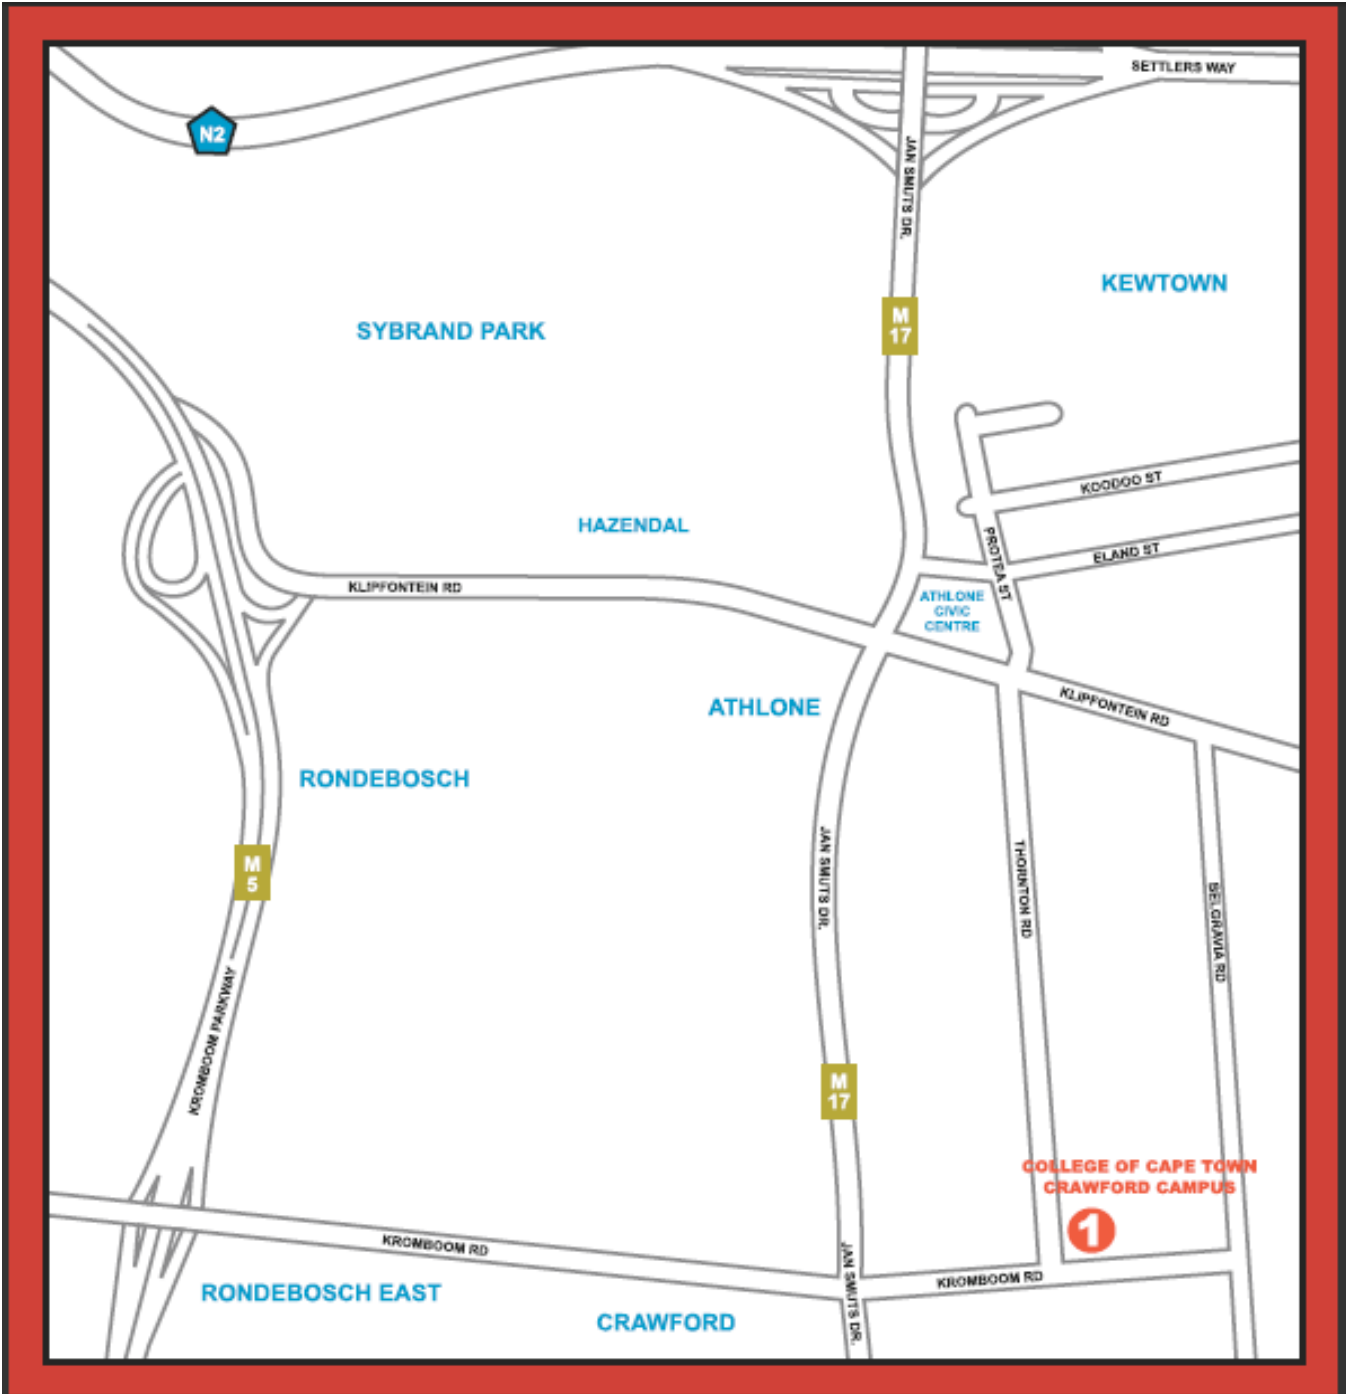 SETTLERS WAY
N2
JAN SMUTS DR.
KEWTOWN
M
17
SYBRAND PARK
KOODOO ST
HAZENDAL
PROTEA ST
ELAND ST
KLIPFONTEIN RD
ATHLONE
CIVIC
CENTRE
ATHLONE
KLIPFONTEIN RD
RONDEBOSCH
M
5
JAN SMUTS DR.
THORNTON RD
BELGRAVIA RD
KROMBOOM PARKWAY
M
17
COLLEGE OF CAPE TOWN
CRAWFORD CAMPUS
1
KROMBOOM RD
JAN SMUTS DR.
KROMBOOM RD
RONDEBOSCH EAST
CRAWFORD